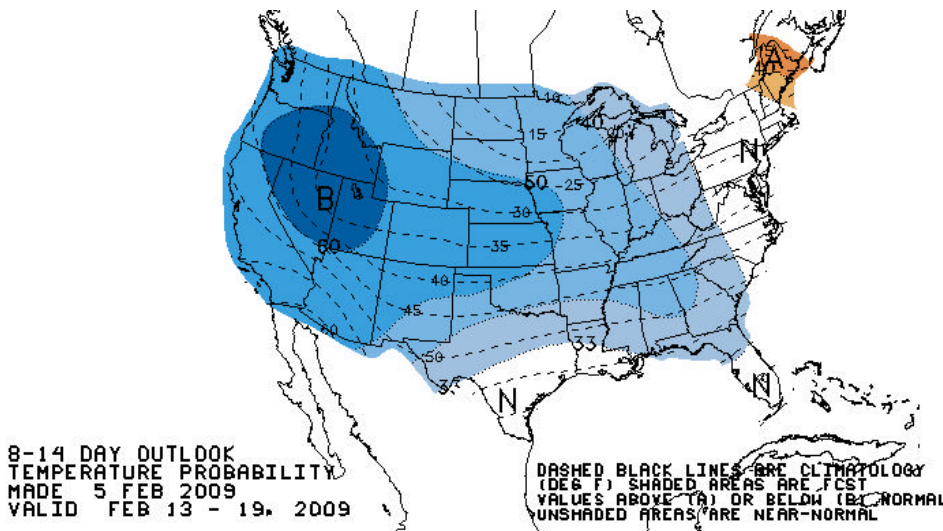 A
N
10
40
15
50
25
B
30
60
35
40
45
60
33
50
33
N
N
8-14 DAY OUTLOOK
TEMPERATURE PROBABILITY
MADE 5 FEB 2009
VALID FEB 13 - 19, 2009
DASHED BLACK LINES ARE CLIMATOLOGY
(DEG F) SHADED AREAS ARE FCST
VALUES ABOVE (A) OR BELOW (B) NORMAL
UNSHADED AREAS ARE NEAR-NORMAL